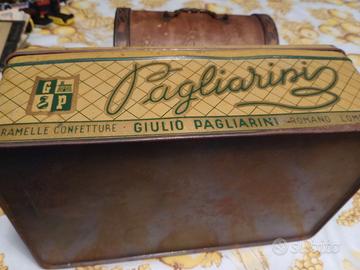 G
& P
Pagliarini
RAMELLE CONFETTURE · GIULIO PAGLIARINI · ROMANO LOM
subito